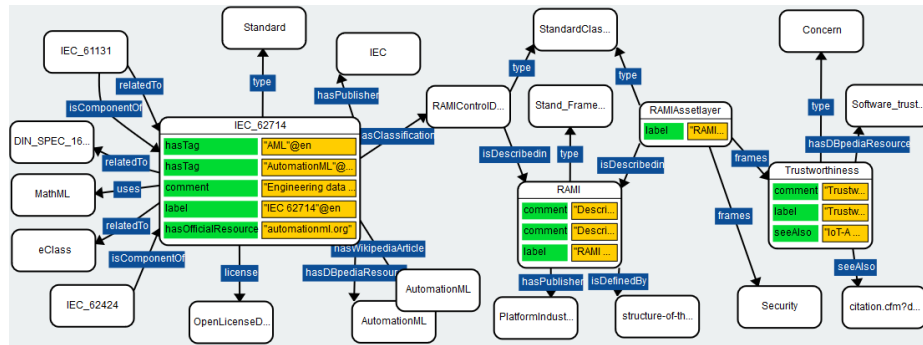 Standard
IEC
StandardClas...
Concern
IEC_61131
relatedTo
isComponentOf
type
hasPublisher
type
type
type
RAMIControlD...
Stand_Frame...
Software_trust...
hasDBpediaResource
IEC_62714
hasTag "AML"@en
hasTag "AutomationML"@...
comment "Engineering data ...
label "IEC 62714"@en
hasOfficialResource "automationml.org"
hasClassification
DIN_SPEC_16...
relatedTo
MathML
uses
eClass
relatedTo
isComponentOf
IEC_62424
license
OpenLicenseD...
hasWikipediaArticle
hasDBpediaResource
AutomationML
AutomationML
isDescribedin
type
isDescribedin
RAMIAssetlayer
label "RAMI...
frames
frames
RAMI
comment "Descri...
comment "Descri...
label "RAMI ...
hasPublisher
isDefinedBy
PlatformIndust...
structure-of-th...
Trustworthiness
comment "Trustw...
label "Trustw...
seeAlso "IoT-A ...
seeAlso
Security
citation.cfm?d...